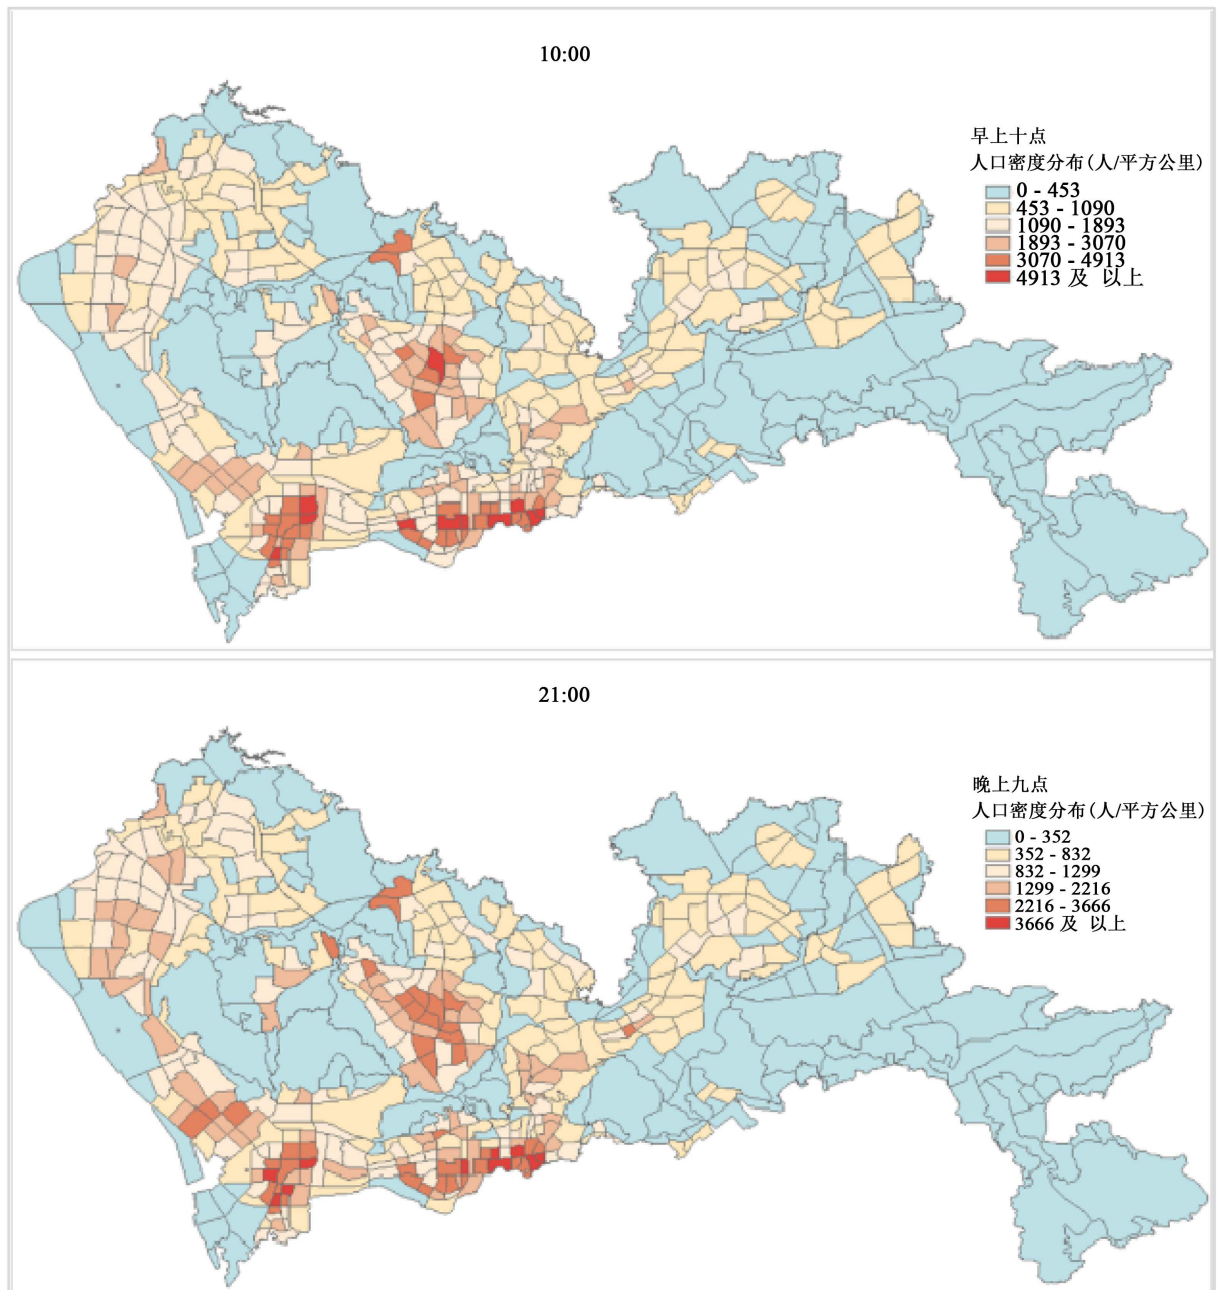 10:00
早上十点
人口密度分布(人/平方公里)
0 - 453
453 - 1090
1090 - 1893
1893 - 3070
3070 - 4913
4913 及 以上
21:00
晚上九点
人口密度分布(人/平方公里)
0 - 352
352 - 832
832 - 1299
1299 - 2216
2216 - 3666
3666 及 以上